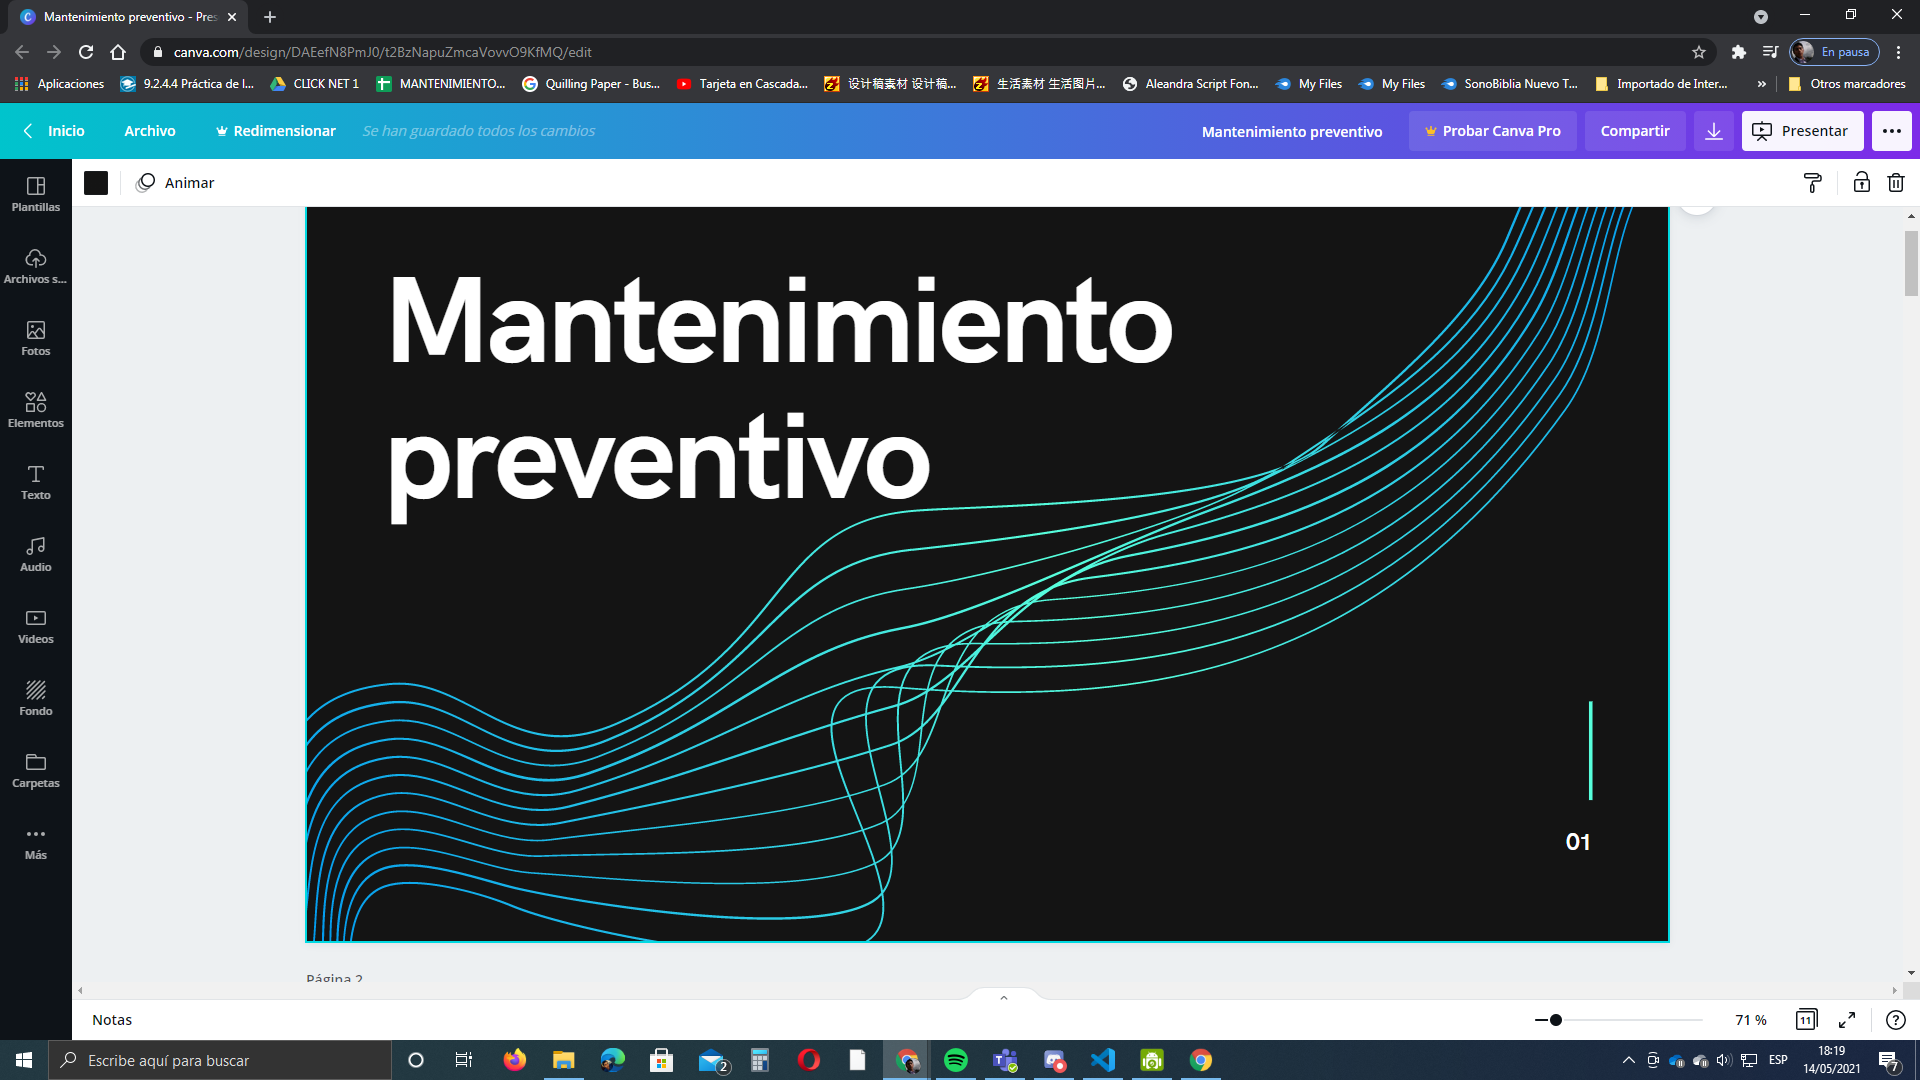 Mantenimiento preventivo - Pres
canva.com/design/DAEefN8PmJ0/t2BzNapuZmcaVovvO9KfMQ/edit
En pausa
Aplicaciones
9.2.4.4 Práctica de l...
CLICK NET 1
MANTENIMIENTO...
Quilling Paper - Bus...
Tarjeta en Cascada...
设计稿素材 设计稿...
生活素材 生活图片...
Aleandra Script Fon...
My Files
My Files
SonoBiblia Nuevo T...
Importado de Inter...
»
Otros marcadores
Inicio
Archivo
Redimensionar
Se han guardado todos los cambios
Mantenimiento preventivo
Probar Canva Pro
Compartir
Presentar
Animar
Plantillas
Archivos s...
Fotos
Elementos
Texto
Audio
Videos
Fondo
Carpetas
Más
Mantenimiento
preventivo
01
Página 2
Notas
71 %
11
Escribe aquí para buscar
2
ESP
18:19
14/05/2021
7